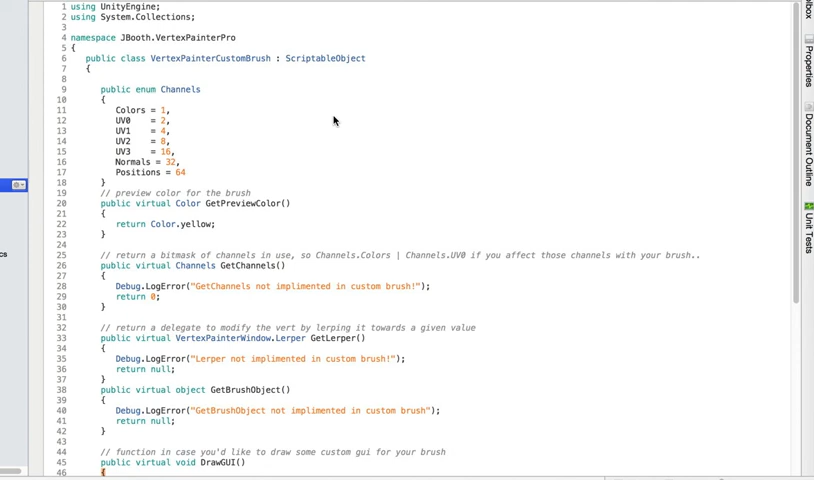 1 using UnityEngine;
2 using System.Collections;
3
4 namespace JBooth.VertexPainterPro
5 {
6 public class VertexPainterCustomBrush : ScriptableObject
7 {
8
9 public enum Channels
10 {
11 Colors = 1,
12 UV0 = 2,
13 UV1 = 4,
14 UV2 = 8,
15 UV3 = 16,
16 Normals = 32,
17 Positions = 64
18 }
19 // preview color for the brush
20 public virtual Color GetPreviewColor()
21 {
22 return Color.yellow;
23 }
24
25 // return a bitmask of channels in use, so Channels.Colors | Channels.UV0 if you affect those channels with your brush..
26 public virtual Channels GetChannels()
27 {
28 Debug.LogError("GetChannels not implimented in custom brush!");
29 return 0;
30 }
31
32 // return a delegate to modify the vert by lerping it towards a given value
33 public virtual VertexPainterWindow.Lerper GetLerper()
34 {
35 Debug.LogError("Lerper not implimented in custom brush!");
36 return null;
37 }
38 public virtual object GetBrushObject()
39 {
40 Debug.LogError("GetBrushObject not implimented in custom brush");
41 return null;
42 }
43
44 // function in case you'd like to draw some custom gui for your brush
45 public virtual void DrawGUI()
46 {
cs
lbox
Properties
Document Outline
Unit Tests